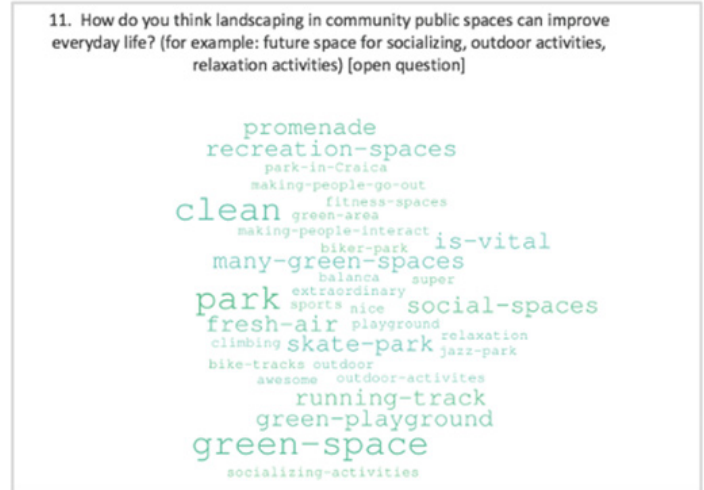 11. How do you think landscaping in community public spaces can improve
everyday life? (for example: future space for socializing, outdoor activities,
relaxation activities) [open question]
promenade
recreation-spaces
park-in-Craica
making-people-go-out
fitness-spaces
clean green-area
making-people-interact
is-vital
biker-park
many-green-spaces
balanca super
extraordinary
park sports nice social-spaces
fresh-air playground
relaxation
climbing skate-park jazz-park
bike-tracks outdoor
awesome outdoor-activites
running-track
green-playground
green-space
socializing-activities